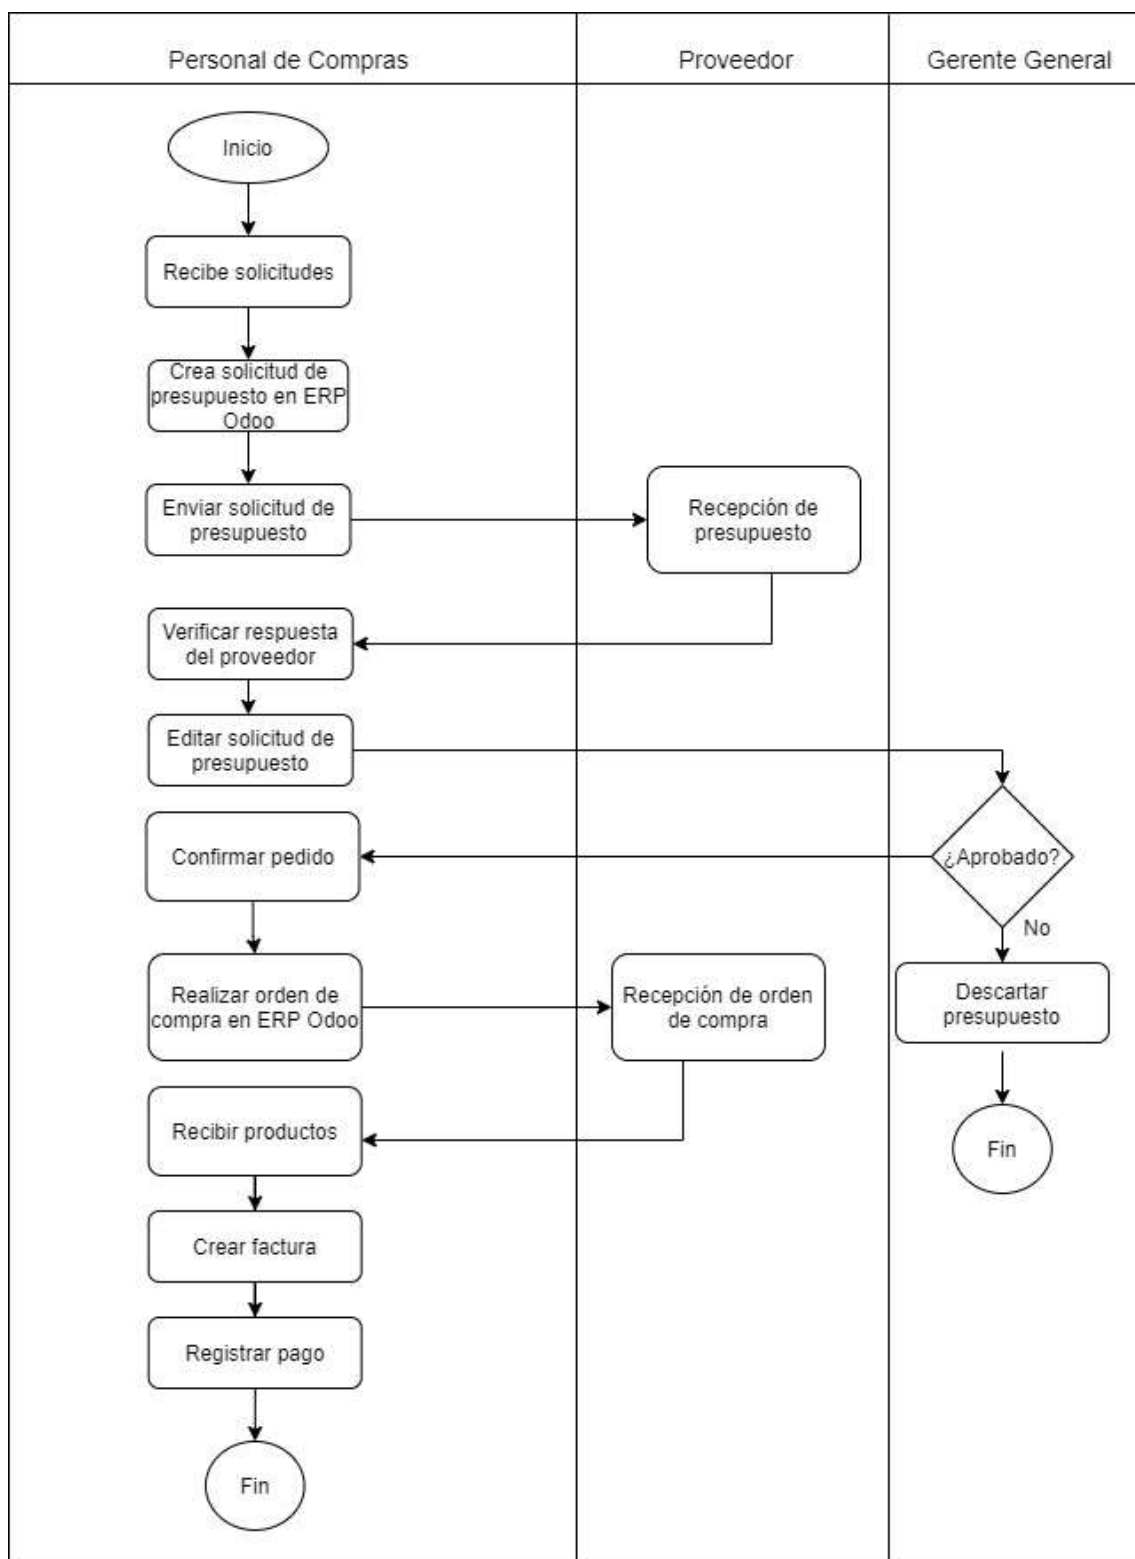 Personal de Compras
Proveedor
Gerente General
Inicio
Recibe solicitudes
Crea solicitud de
presupuesto en ERP
Odoo
Enviar solicitud de
presupuesto
Recepción de
presupuesto
Verificar respuesta
del proveedor
Editar solicitud de
presupuesto
¿Aprobado?
Confirmar pedido
No
Descartar
presupuesto
Fin
Realizar orden de
compra en ERP Odoo
Recepción de orden
de compra
Recibir productos
Crear factura
Registrar pago
Fin